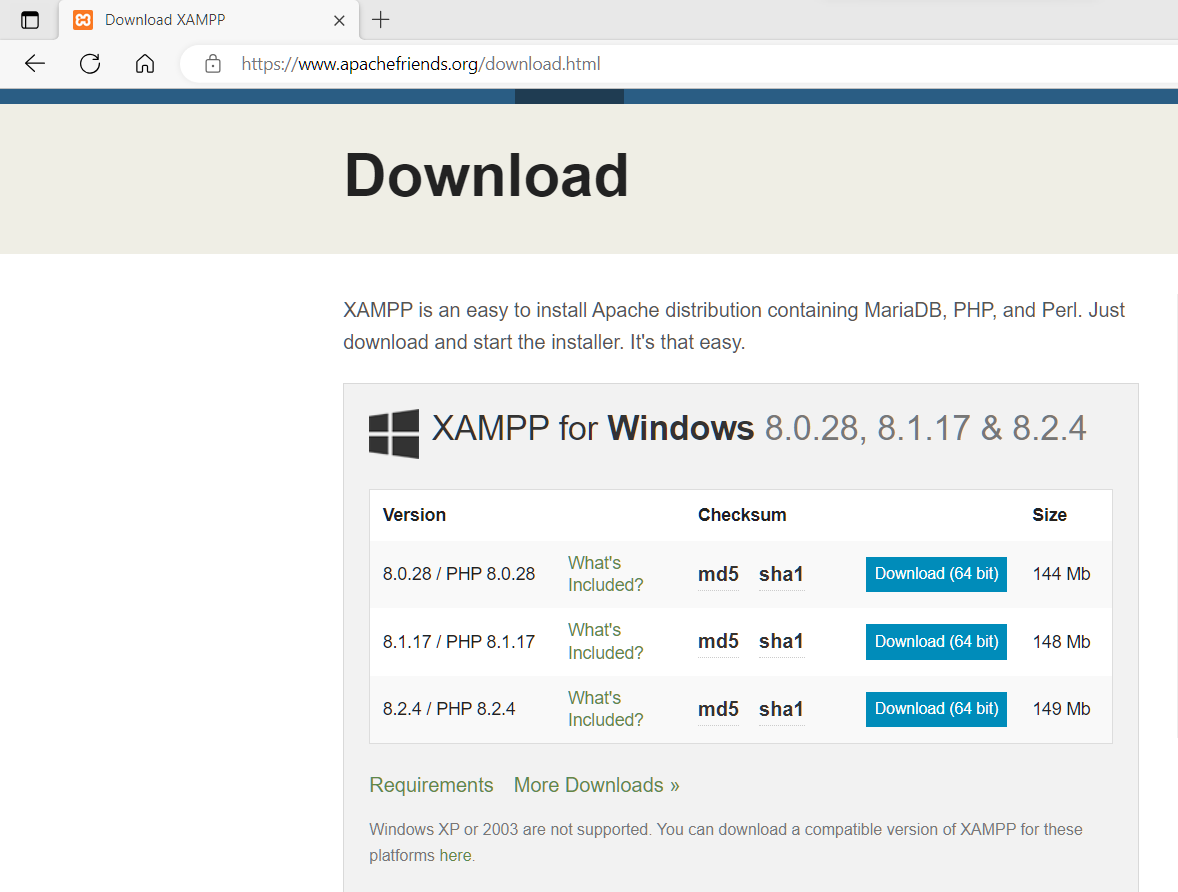 Download XAMPP
https://www.apachefriends.org/download.html
Download
XAMPP is an easy to install Apache distribution containing MariaDB, PHP, and Perl. Just
download and start the installer. It's that easy.
XAMPP for Windows 8.0.28, 8.1.17 & 8.2.4
Version Checksum Size
8.0.28 / PHP 8.0.28 What's Included? md5 sha1 Download (64 bit) 144 Mb
8.1.17 / PHP 8.1.17 What's Included? md5 sha1 Download (64 bit) 148 Mb
8.2.4 / PHP 8.2.4 What's Included? md5 sha1 Download (64 bit) 149 Mb
Requirements More Downloads »
Windows XP or 2003 are not supported. You can download a compatible version of XAMPP for these
platforms here.